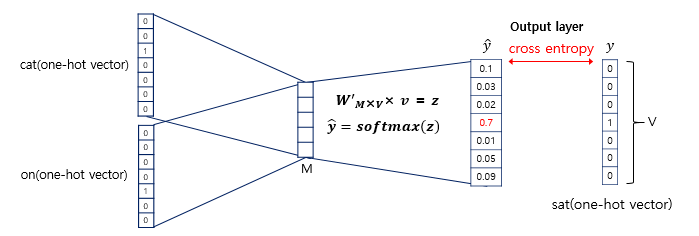 Output layer
ŷ
cross entropy
y
cat(one-hot vector)
0
0
1
0
0
0
0
on(one-hot vector)
0
0
0
0
1
0
0
M
W′M×V× v = z
ŷ = softmax(z)
0.1
0.03
0.02
0.7
0.01
0.05
0.09
0
0
0
1
0
0
0
V
sat(one-hot vector)